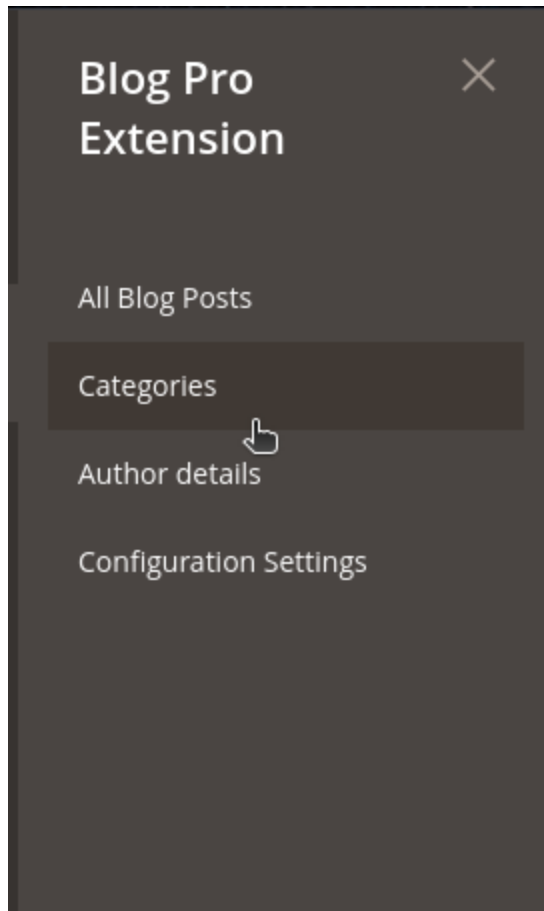 Blog Pro
Extension
All Blog Posts
Categories
Author details
Configuration Settings